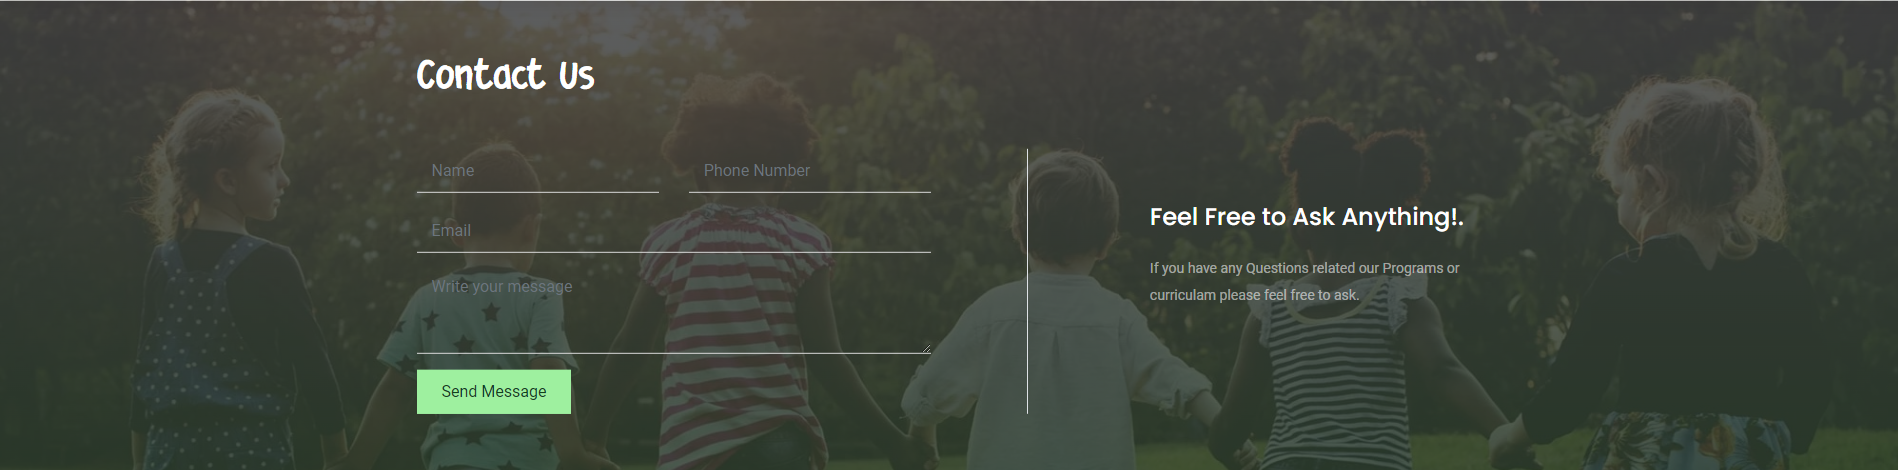 Contact Us
Name
Phone Number
Email
Write your message
Send Message
Feel Free to Ask Anything!.
If you have any Questions related our Programs or
curriculam please feel free to ask.